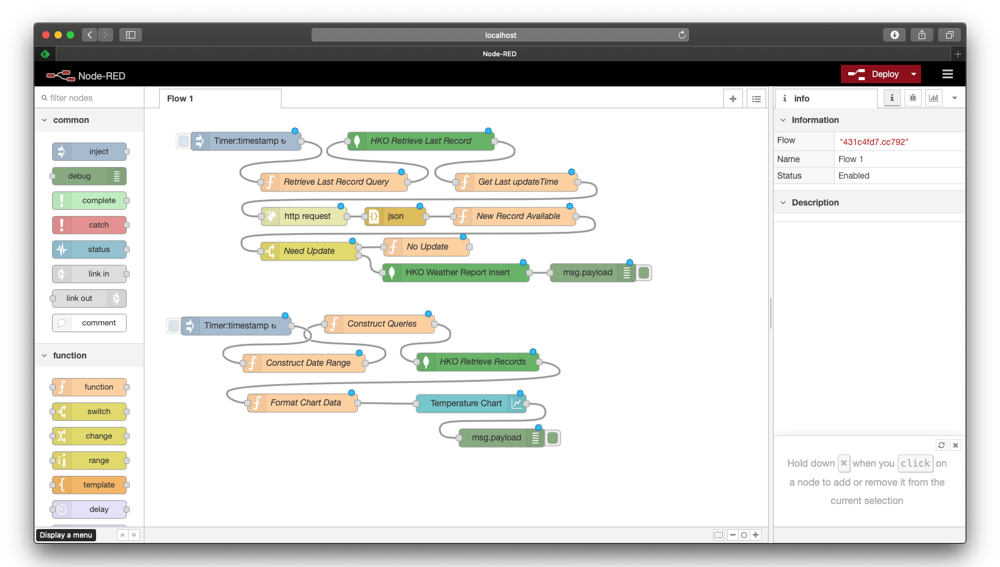 localhost
Node-RED
Node-RED
Deploy
filter nodes
Flow 1
i info
i
common
Information
Timer:timestamp ↻
HKO Retrieve Last Record
Flow "431c4fd7.cc792"
inject
Name Flow 1
debug
Retrieve Last Record Query
Get Last updateTime
Status Enabled
complete
Description
http request
json
New Record Available
catch
status
Need Update
No Update
link in
HKO Weather Report insert
msg.payload
link out
comment
Timer:timestamp ↻
Construct Queries
function
Construct Date Range
HKO Retrieve Records
function
Format Chart Data
Temperature Chart
switch
change
msg.payload
range
Hold down ⌘ when you click on
a node to add or remove it from the
current selection
template
delay
Display a menu